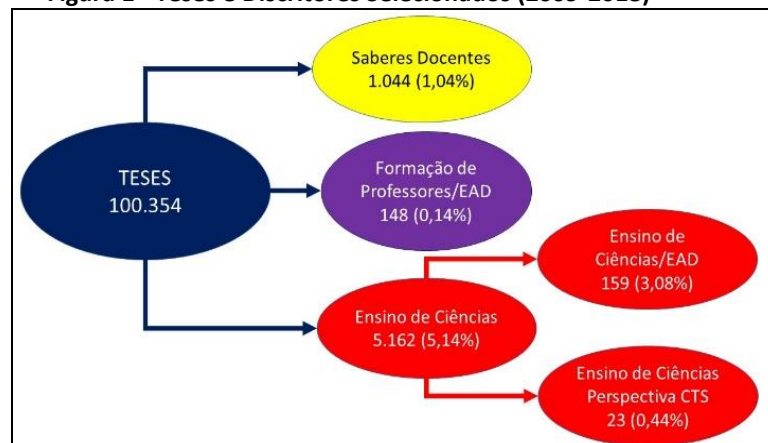 Saberes Docentes
1.044 (1,04%)
TESES
100.354
Formação de
Professores/EAD
148 (0,14%)
Ensino de
Ciências/EAD
159 (3,08%)
Ensino de Ciências
5.162 (5,14%)
Ensino de Ciências
Perspectiva CTS
23 (0,44%)